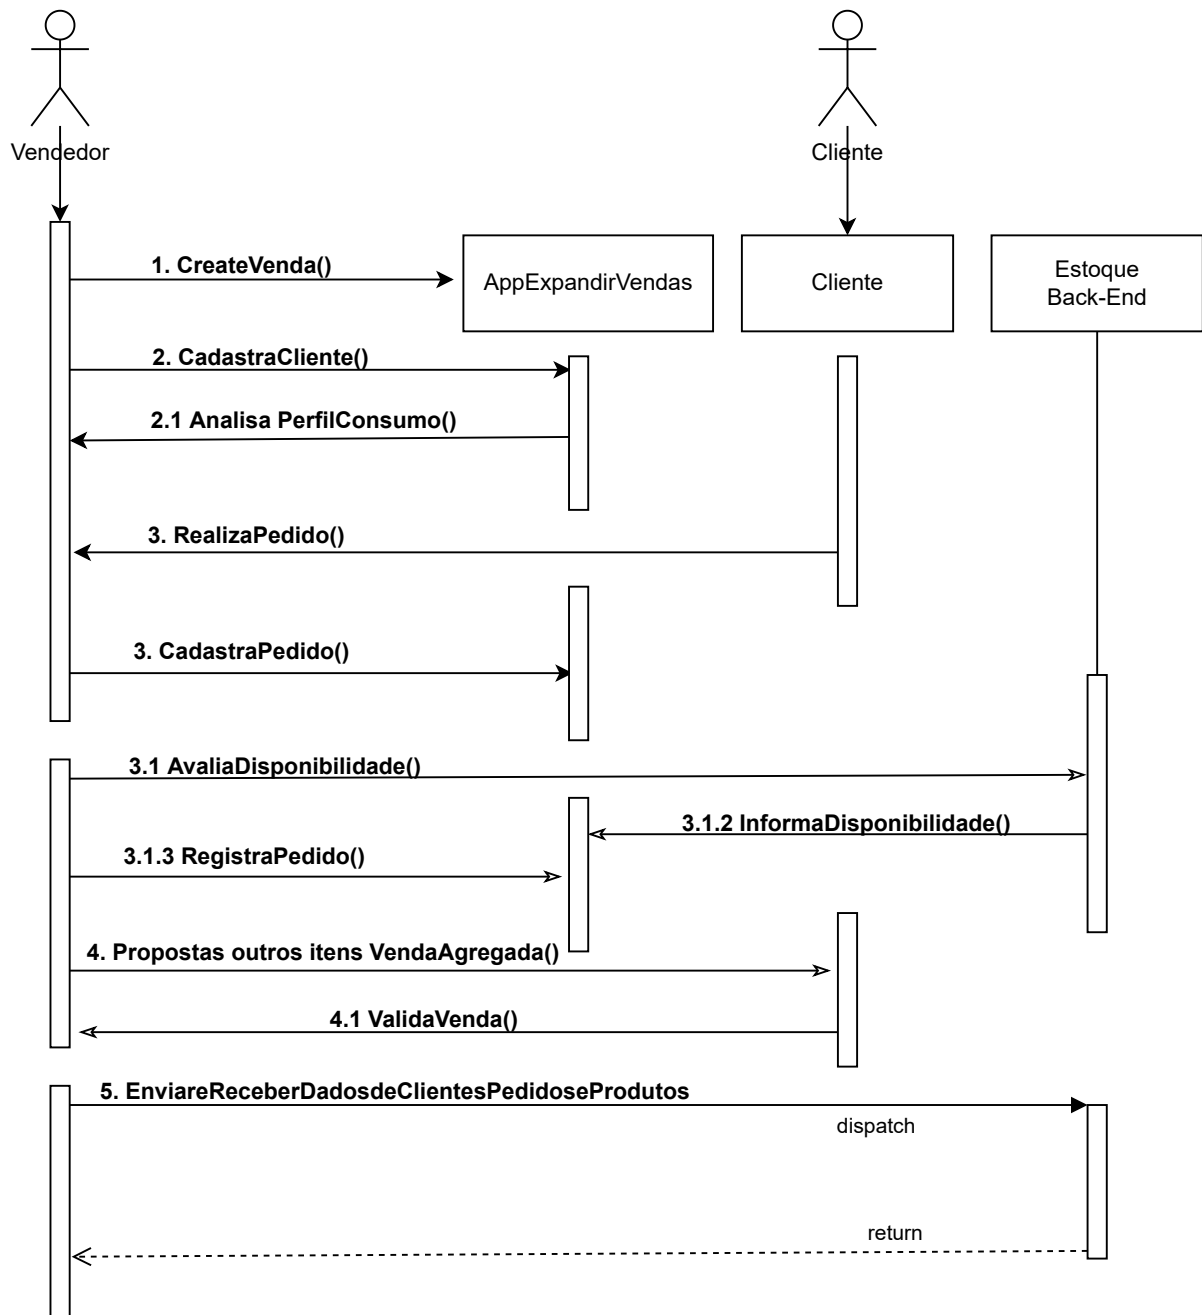 Vendedor
Cliente
1. CreateVenda()
AppExpandirVendas
Cliente
Estoque
Back-End
2. CadastraCliente()
2.1 Analisa PerfilConsumo()
3. RealizaPedido()
3. CadastraPedido()
3.1 AvaliaDisponibilidade()
3.1.2 InformaDisponibilidade()
3.1.3 RegistraPedido()
4. Propostas outros itens VendaAgregada()
4.1 ValidaVenda()
5. EnviareReceberDadosdeClientesPedidoseProdutos
dispatch
return